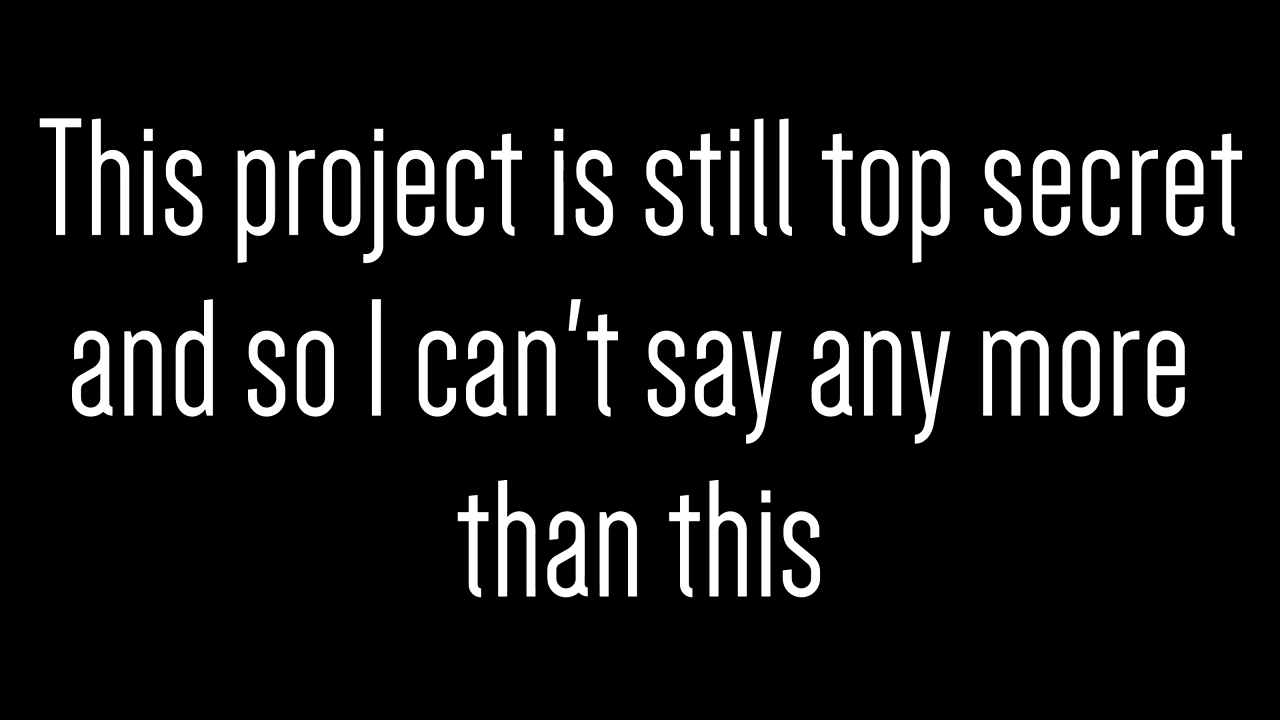 This project is still top secret
and so I can't say any more
than this